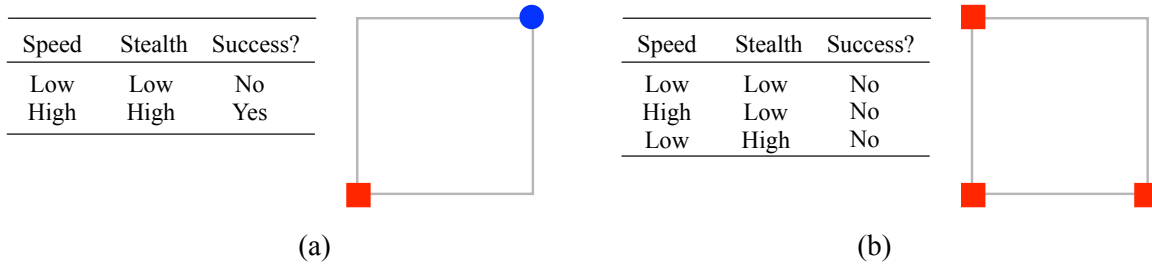 Speed Stealth Success?
Low Low No
High High Yes
(a)
Speed Stealth Success?
Low Low No
High Low No
Low High No
(b)